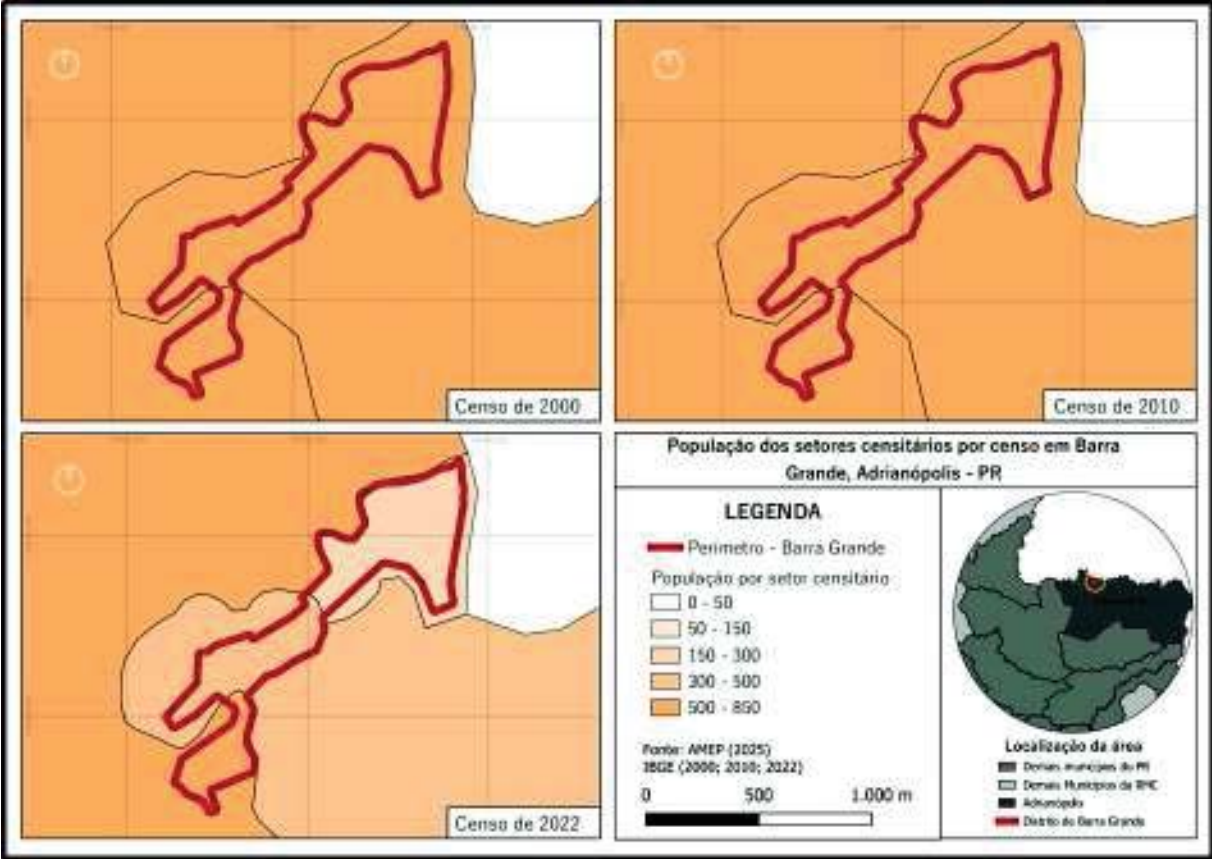 Censo de 2000
Censo de 2010
Censo de 2022
População dos setores censitários por censo em Barra
Grande, Adrianópolis - PR
LEGENDA
Perímetro - Barra Grande
População por setor censitário
0 - 50
50 - 150
150 - 300
300 - 500
500 - 850
Fonte: AMEP (2025)
IBGE (2000; 2010; 2022)
0 500 1.000 m
Localização da área
Demais municípios do PR
Demais Municípios da RMC
Adrianópolis
Distrito de Barra Grande